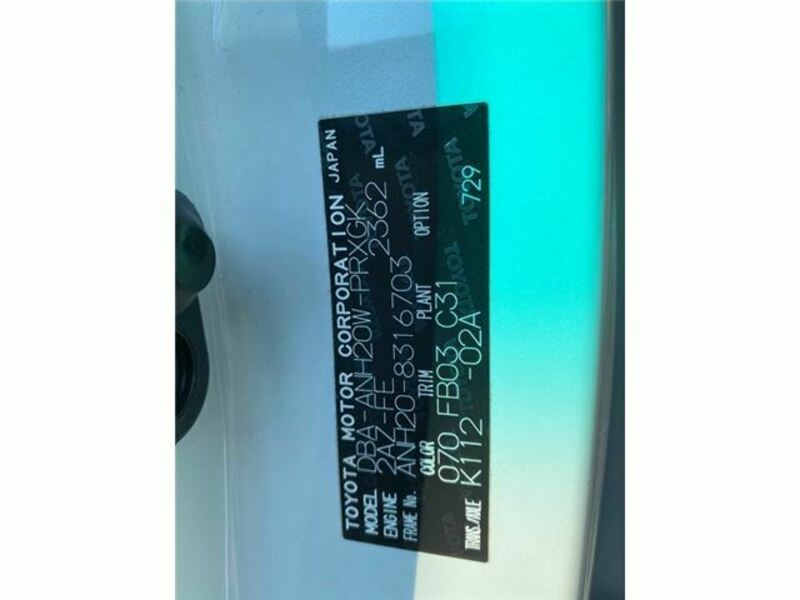 TOYOTA MOTOR CORPORATION JAPAN
MODEL DBA-ANH20W-PRXGK
ENGINE 2AZ-FE 2362 mL
FRAME No. ANH20-8316703
COLOR TRIM PLANT OPTION
070 FB03 C31 729
TRANS./AXLE K112 -02A